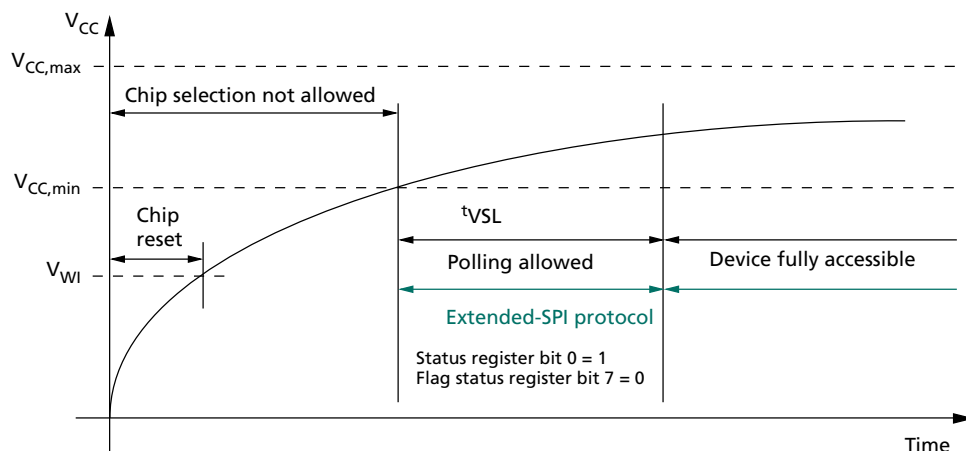 VCC
VCC,max
Chip selection not allowed
VCC,min
Chip
reset
tVSL
VWI
Polling allowed
Device fully accessible
Extended-SPI protocol
Status register bit 0 = 1
Flag status register bit 7 = 0
Time